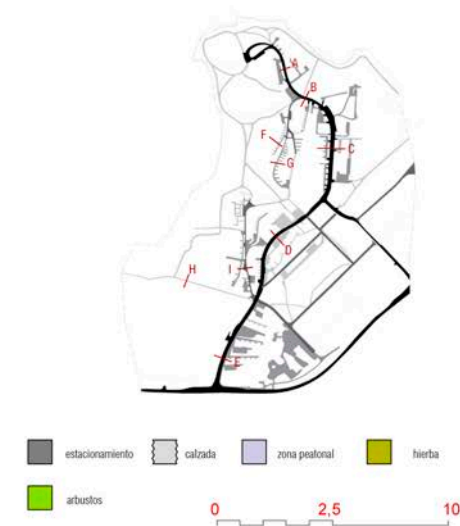 A
B
F
C
G
D
H
I
E
estacionamiento
calzada
zona peatonal
hierba
arbustos
0
2,5
10